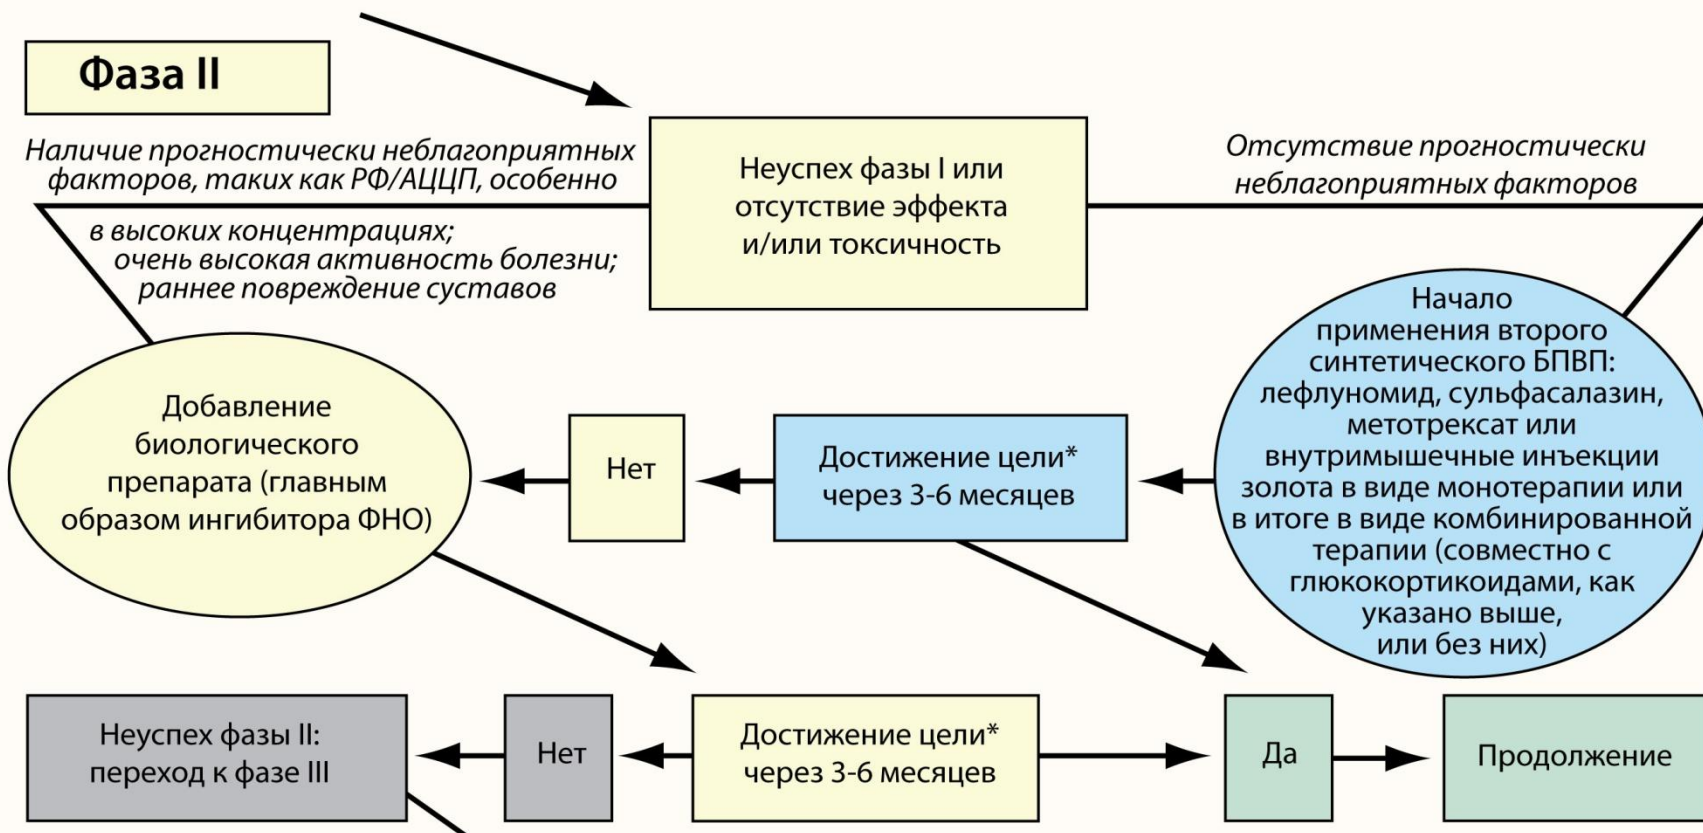 Фаза II
Наличие прогностически неблагоприятных
факторов, таких как РФ/АЦЦП, особенно
в высоких концентрациях;
очень высокая активность болезни;
раннее повреждение суставов
Неуспех фазы I или
отсутствие эффекта
и/или токсичность
Отсутствие прогностически
неблагоприятных факторов
Начало
применения второго
синтетического БПВП:
лефлуномид, сульфасалазин,
метотрексат или
внутримышечные инъекции
золота в виде монотерапии или
в итоге в виде комбинированной
терапии (совместно с
глюкокортикоидами, как
указано выше,
или без них)
Достижение цели*
через 3-6 месяцев
Нет
Добавление
биологического
препарата (главным
образом ингибитора ФНО)
Неуспех фазы II:
переход к фазе III
Нет
Достижение цели*
через 3-6 месяцев
Да
Продолжение